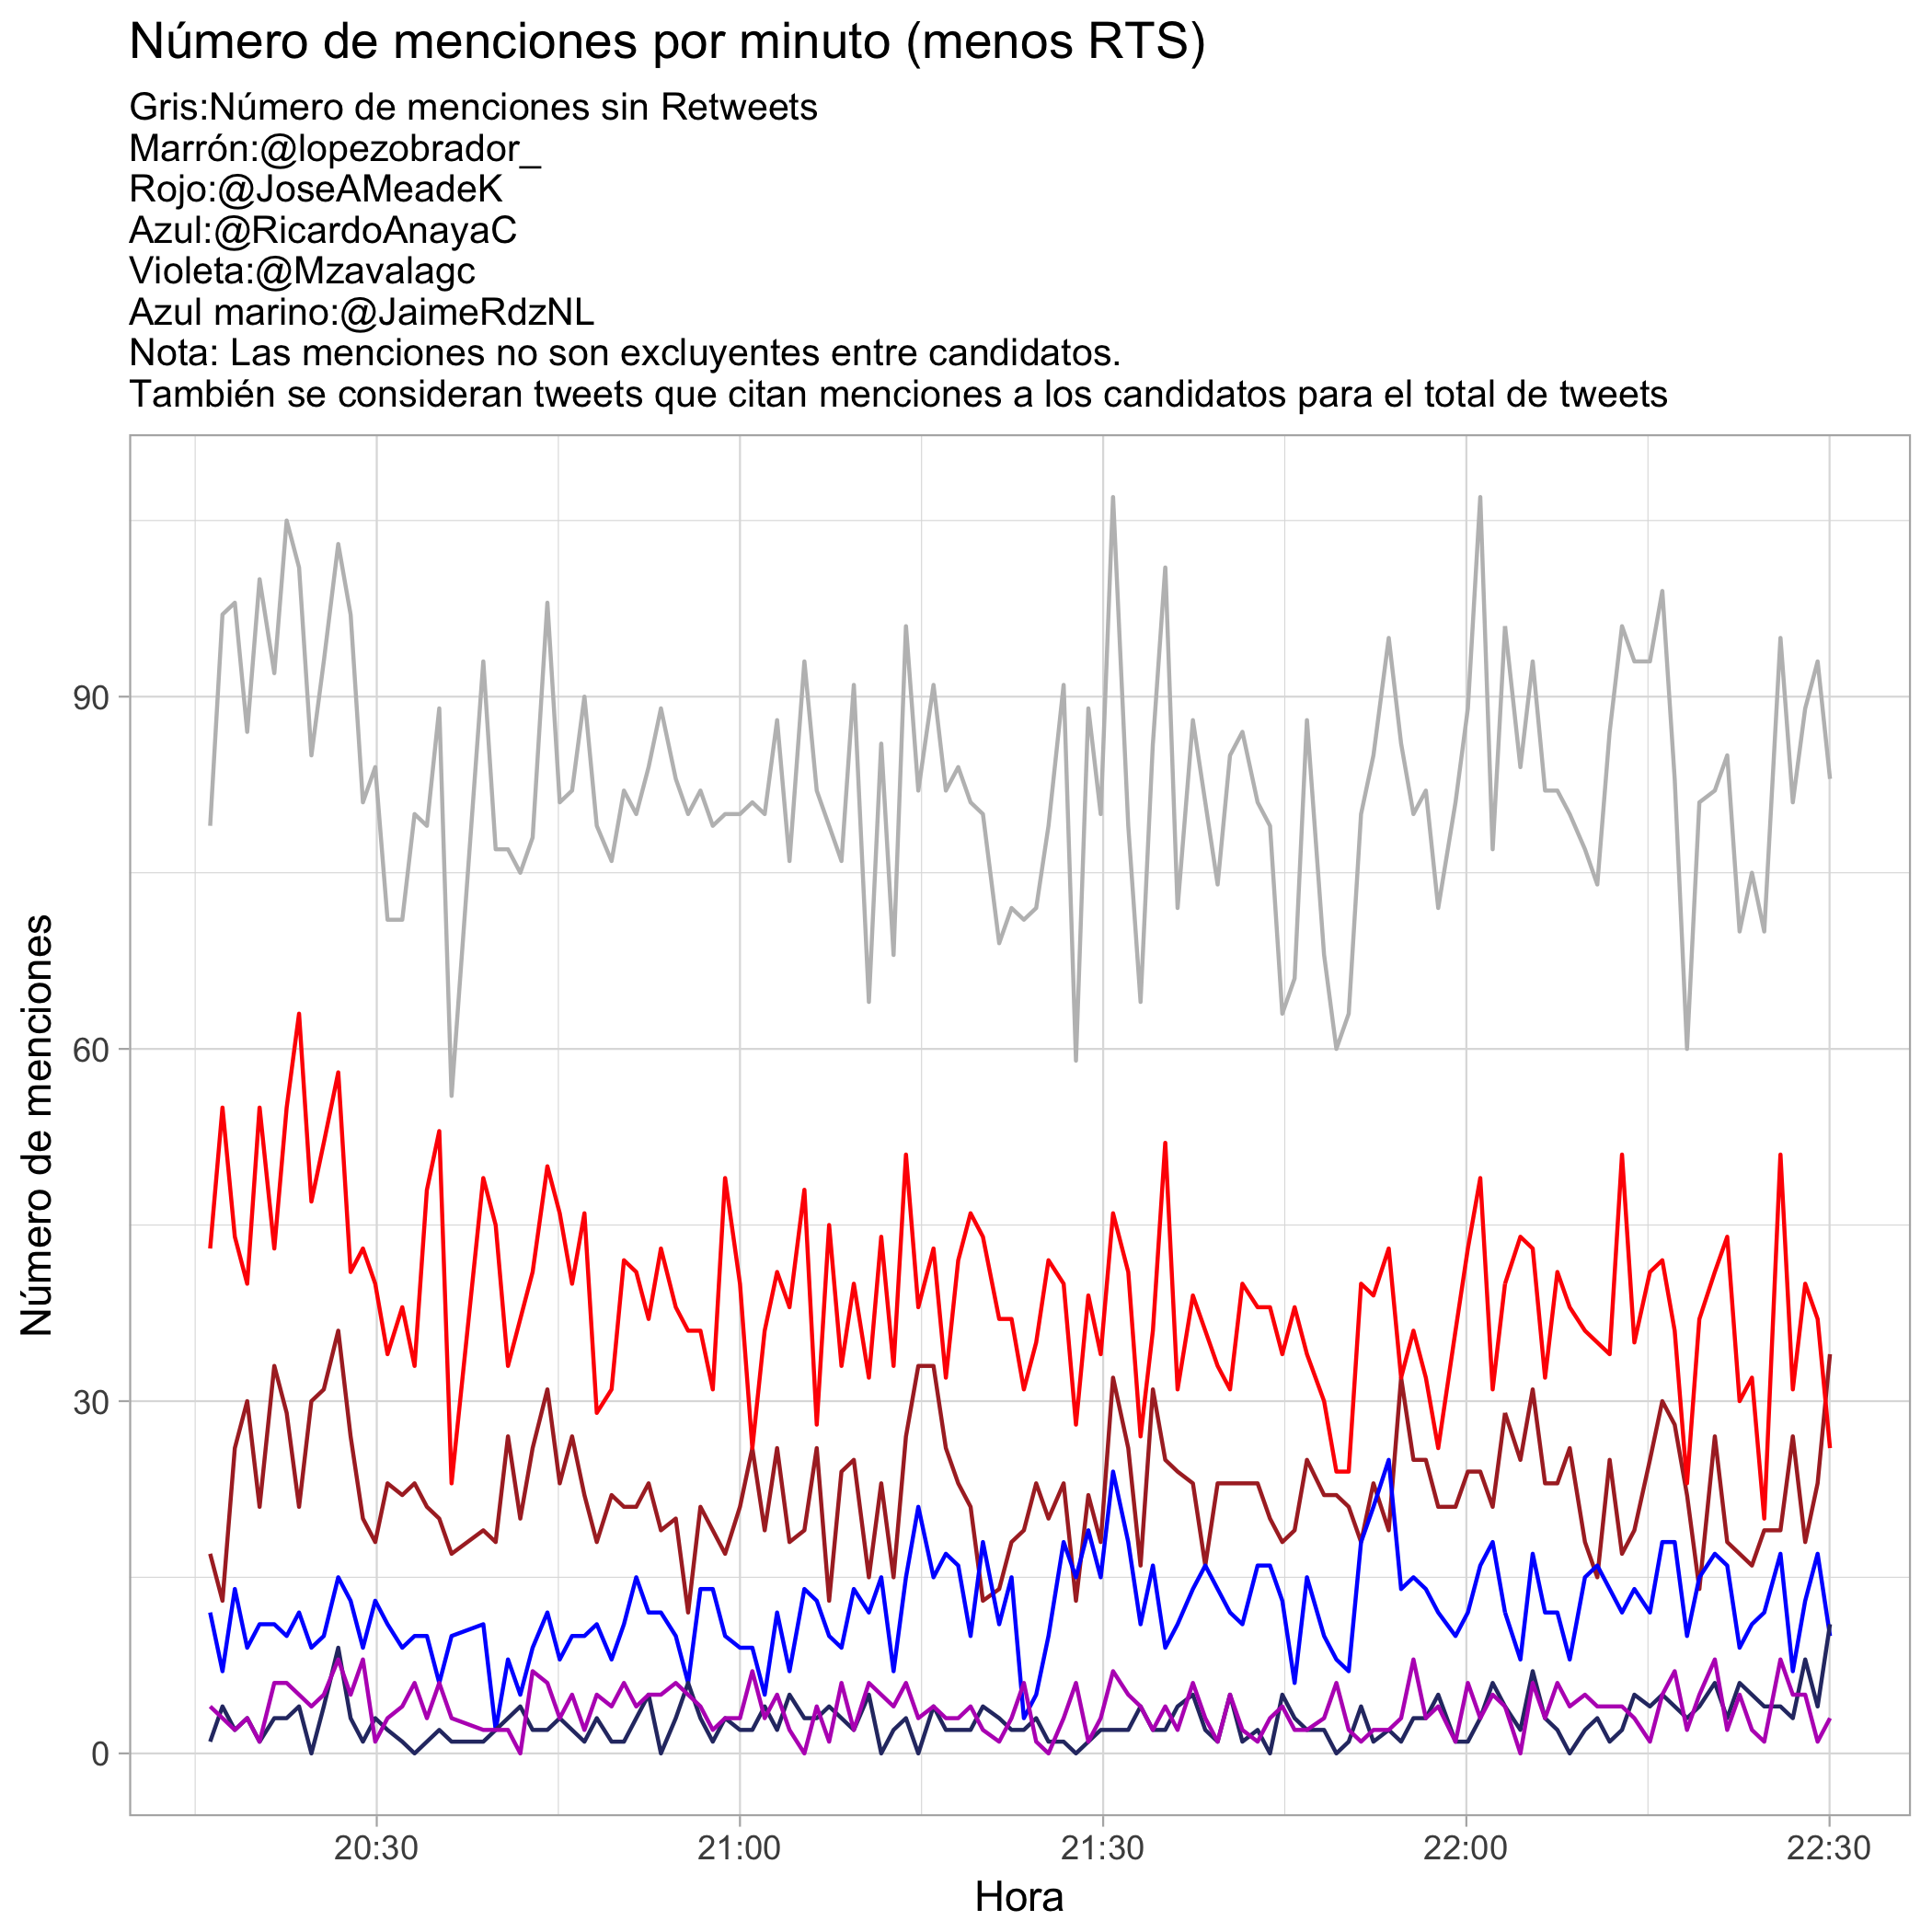 Número de menciones por minuto (menos RTS)
Gris:Número de menciones sin Retweets
Marrón:@lopezobrador_
Rojo:@JoseAMeadeK
Azul:@RicardoAnayaC
Violeta:@Mzavalagc
Azul marino:@JaimeRdzNL
Nota: Las menciones no son excluyentes entre candidatos.
También se consideran tweets que citan menciones a los candidatos para el total de tweets
Número de menciones
90
60
30
0
20:30
21:00
21:30
22:00
22:30
Hora